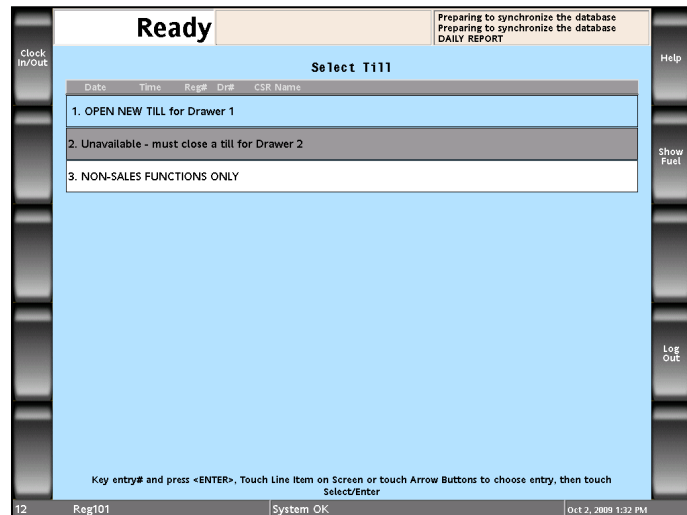 Ready
Preparing to synchronize the database
Preparing to synchronize the database
DAILY REPORT
Clock
In/Out
Help
Select Till
Date Time Reg# Dr# CSR Name
1. OPEN NEW TILL for Drawer 1
2. Unavailable - must close a till for Drawer 2
Show
Fuel
3. NON-SALES FUNCTIONS ONLY
Log
Out
Key entry# and press <ENTER>, Touch Line Item on Screen or touch Arrow Buttons to choose entry, then touch
Select/Enter
12 Reg101 System OK Oct 2, 2009 1:32 PM